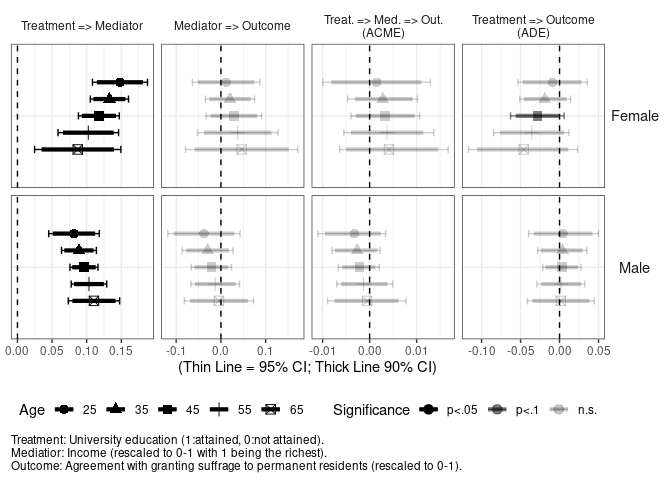 Treatment => Mediator
Mediator => Outcome
Treat. => Med. => Out.
(ACME)
Treatment => Outcome
(ADE)
Female
Male
0.00 0.05 0.10 0.15
-0.1 0.0 0.1
-0.01 0.00 0.01
-0.10 -0.05 0.00 0.05
(Thin Line = 95% CI; Thick Line 90% CI)
Age 25 35 45 55 65 Significance p<.05 p<.1 n.s.
Treatment: University education (1:attained, 0:not attained).
Mediatior: Income (rescaled to 0-1 with 1 being the richest).
Outcome: Agreement with granting suffrage to permanent residents (rescaled to 0-1).